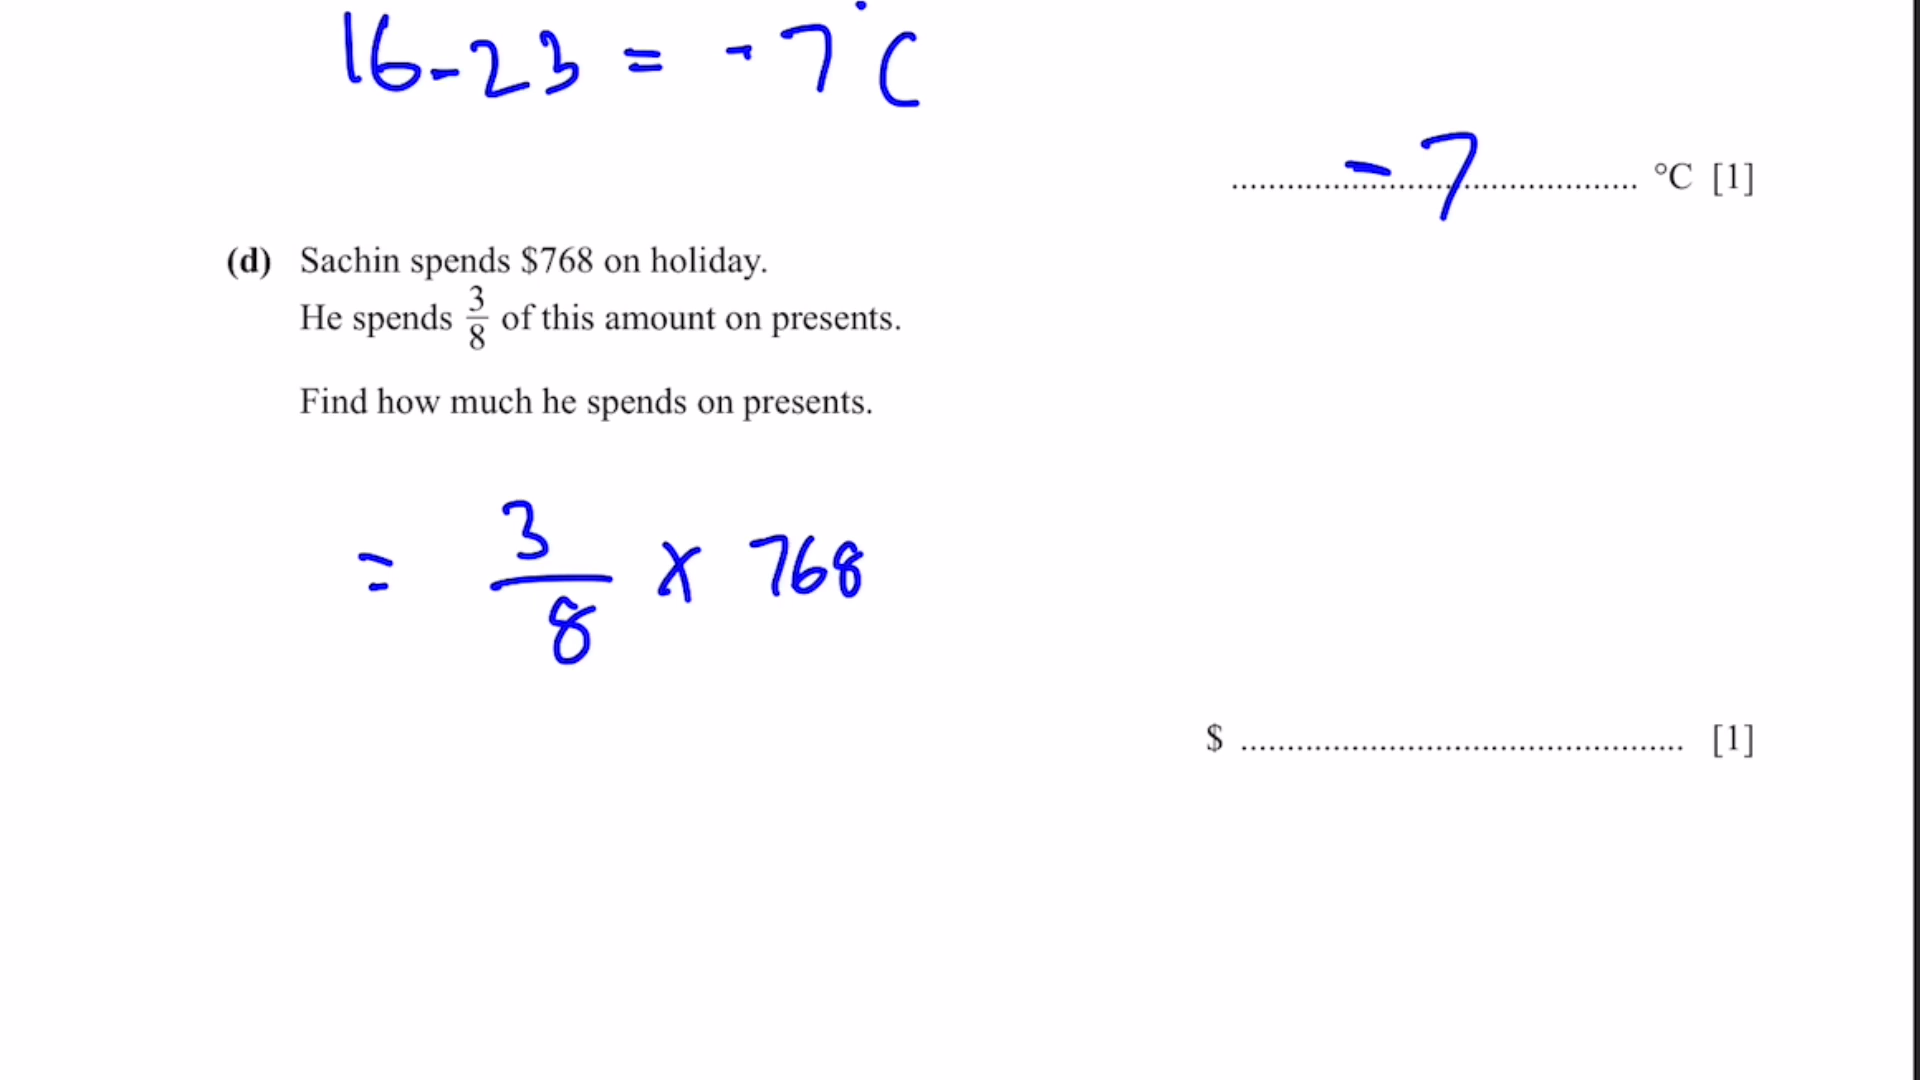 16-23 = -7°C
-7 °C [1]
(d) Sachin spends $768 on holiday.
He spends 3/8 of this amount on presents.
Find how much he spends on presents.
= 3/8 × 768
$ ................................................ [1]